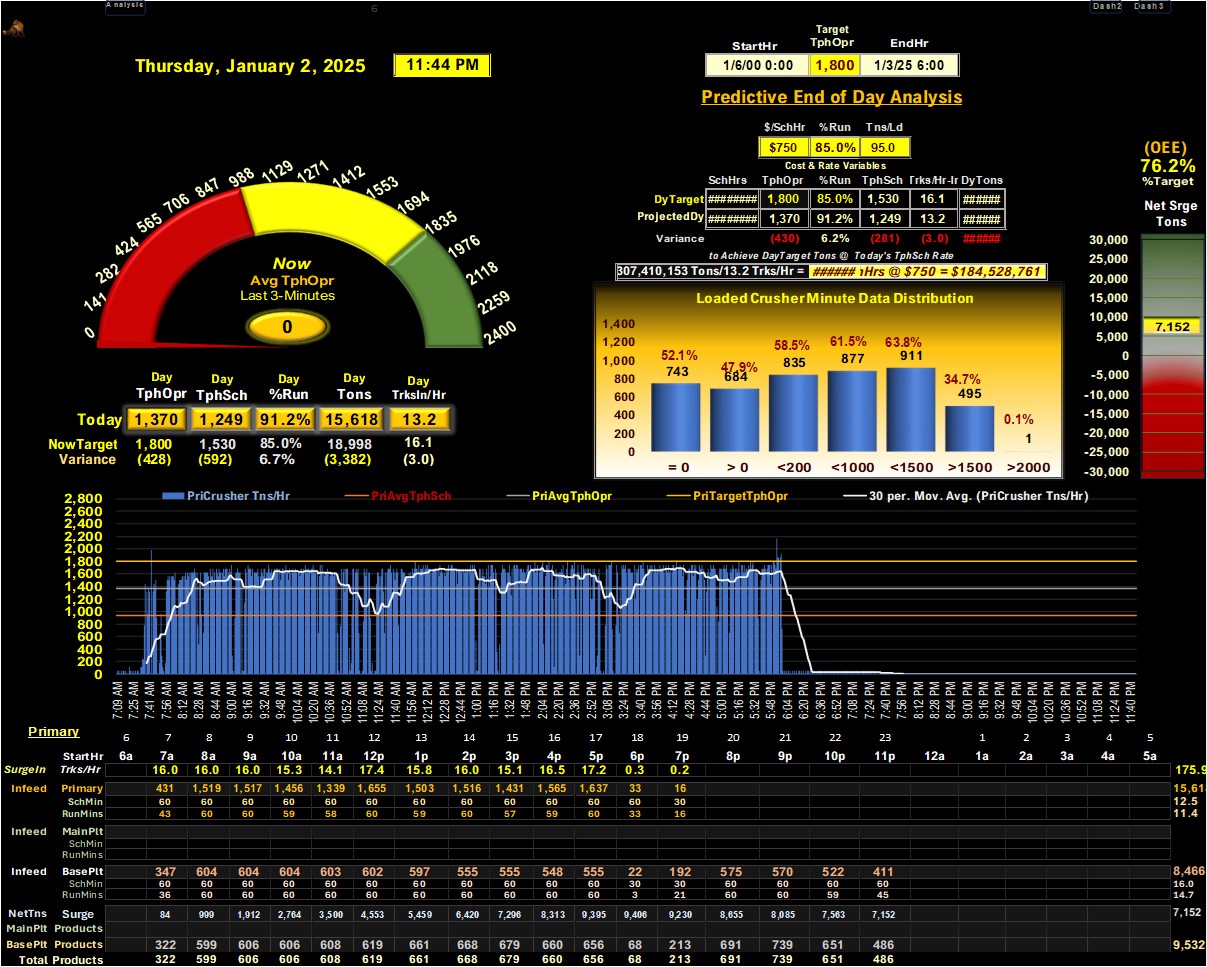 Analysis
6
Dash2 Dash3
Thursday, January 2, 2025 11:44 PM
StartHr Target TphOpr EndHr
1/6/00 0:00 1,800 1/3/25 6:00
Predictive End of Day Analysis
$/SchHr %Run Tns/Ld
$750 85.0% 95.0
Cost & Rate Variables
SchHrs TphOpr %Run TphSch Trks/Hr-Ir DyTons
DyTarget ######## 1,800 85.0% 1,530 16.1 ######
ProjectedDy ######## 1,370 91.2% 1,249 13.2 ######
Variance (430) 6.2% (281) (3.0) ######
to Achieve DayTarget Tons @ Today's TphSch Rate
307,410,153 Tons/13.2 Trks/Hr = ###### Hrs @ $750 = $184,528,761
(OEE)
76.2%
%Target
Net Srge
Tons
30,000
25,000
20,000
15,000
10,000
7,152
5,000
0
-5,000
-10,000
-15,000
-20,000
-25,000
-30,000
0 141 282 424 565 706 847 988 1129 1271 1412 1553 1694 1835 1976 2118 2259 2400
Now
Avg TphOpr
Last 3-Minutes
0
Day Day Day Day Day
TphOpr TphSch %Run Tons TrksIn/Hr
Today 1,370 1,249 91.2% 15,618 13.2
NowTarget 1,800 1,530 85.0% 18,998 16.1
Variance (428) (592) 6.7% (3,382) (3.0)
Loaded Crusher Minute Data Distribution
1,400
1,200
1,000
800
600
400
200
0
52.1% 47.9% 58.5% 61.5% 63.8% 34.7% 0.1%
743 684 835 877 911 495 1
= 0 > 0 <200 <1000 <1500 >1500 >2000
PriCrusher Tns/Hr PriAvgTphSch PriAvgTphOpr PriTargetTphOpr 30 per. Mov. Avg. (PriCrusher Tns/Hr)
2,800
2,600
2,400
2,200
2,000
1,800
1,600
1,400
1,200
1,000
800
600
400
200
0
7:09 AM 7:25 AM 7:41 AM 7:56 AM 8:12 AM 8:28 AM 8:44 AM 9:00 AM 9:16 AM 9:32 AM 9:48 AM 10:04 AM 10:20 AM 10:36 AM 10:52 AM 11:08 AM 11:24 AM 11:40 AM 11:56 AM 12:12 PM 12:28 PM 12:44 PM 1:00 PM 1:16 PM 1:32 PM 1:48 PM 2:04 PM 2:20 PM 2:36 PM 2:52 PM 3:08 PM 3:24 PM 3:40 PM 3:56 PM 4:12 PM 4:28 PM 4:44 PM 5:00 PM 5:16 PM 5:32 PM 5:48 PM 6:04 PM 6:20 PM 6:36 PM 6:52 PM 7:08 PM 7:24 PM 7:40 PM 7:56 PM 8:12 PM 8:28 PM 8:44 PM 9:00 PM 9:16 PM 9:32 PM 9:48 PM 10:04 PM 10:20 PM 10:36 PM 10:52 PM 11:08 PM 11:24 PM 11:40 PM
Primary 6 7 8 9 10 11 12 13 14 15 16 17 18 19 20 21 22 23 1 2 3 4 5
StartHr 6a 7a 8a 9a 10a 11a 12p 1p 2p 3p 4p 5p 6p 7p 8p 9p 10p 11p 12a 1a 2a 3a 4a 5a
SurgeIn Trks/Hr 16.0 16.0 16.0 15.3 14.1 17.4 15.8 16.0 15.1 16.5 17.2 0.3 0.2 175.9
Infeed Primary 431 1,519 1,517 1,456 1,339 1,655 1,503 1,516 1,431 1,565 1,637 33 16 15,618
SchMin 60 60 60 60 60 60 60 60 60 60 60 60 30 12.5
RunMins 43 60 60 59 58 60 59 60 57 59 60 33 16 11.4
Infeed MainPlt
SchMin
RunMins
Infeed BasePlt 347 604 604 604 603 602 597 555 555 548 555 22 192 575 570 522 411 8,466
SchMin 60 60 60 60 60 60 60 60 60 60 60 30 30 60 60 60 60 16.0
RunMins 36 60 60 60 60 60 60 60 60 60 60 3 21 60 60 59 45 14.7
NetTns Surge 84 999 1,912 2,764 3,500 4,553 5,459 6,420 7,296 8,313 9,395 9,406 9,230 8,655 8,085 7,563 7,152 7,152
MainPlt Products
BasePlt Products 322 599 606 606 608 619 661 668 679 660 656 68 213 691 739 651 486 9,532
Total Products 322 599 606 606 608 619 661 668 679 660 656 68 213 691 739 651 486